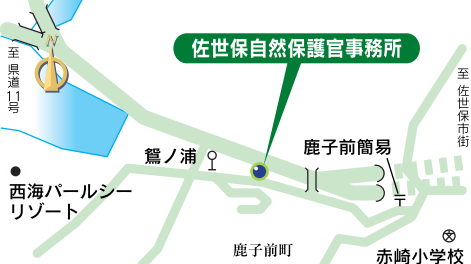 佐世保自然保護官事務所
N
至 県道11号
至 佐世保市街
鴛ノ浦
鹿子前簡易
西海パールシー
リゾート
鹿子前町
文
赤崎小学校